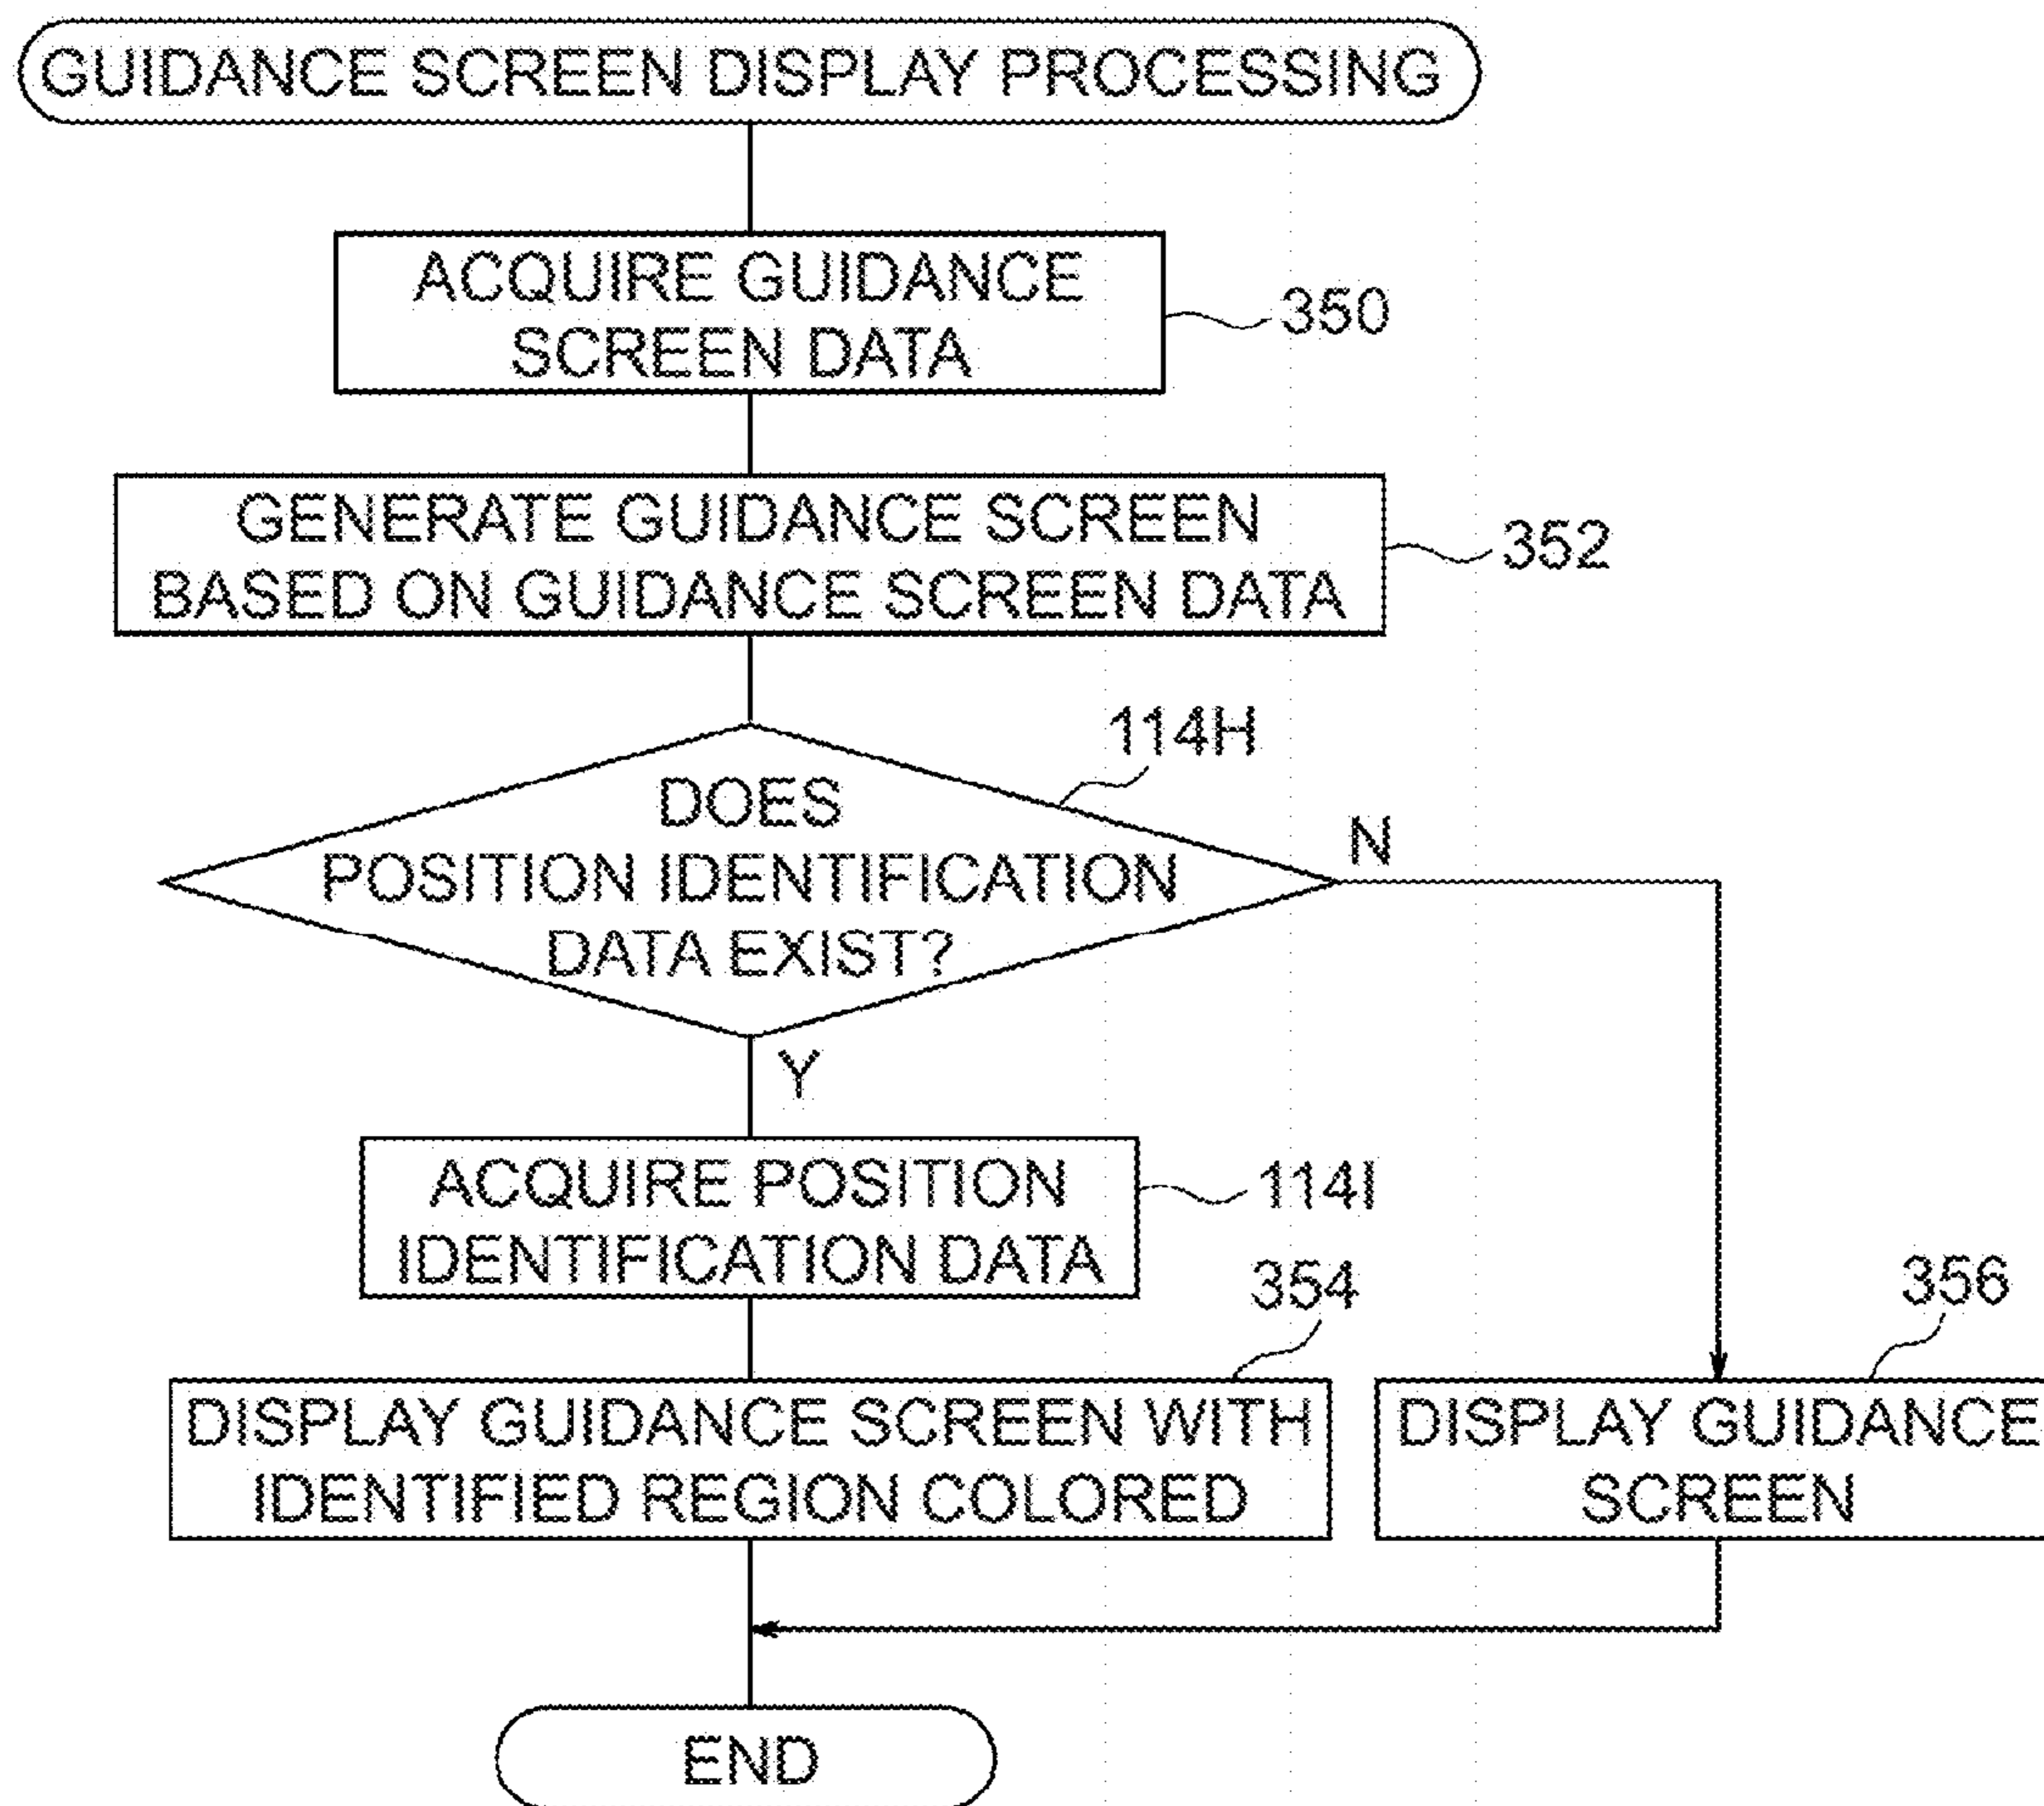 GUIDANCE SCREEN DISPLAY PROCESSING
ACQUIRE GUIDANCE
SCREEN DATA
350
GENERATE GUIDANCE SCREEN
BASED ON GUIDANCE SCREEN DATA
352
114H
DOES
POSITION IDENTIFICATION
DATA EXIST?
N
Y
ACQUIRE POSITION
IDENTIFICATION DATA
114I
354
356
DISPLAY GUIDANCE SCREEN WITH
IDENTIFIED REGION COLORED
DISPLAY GUIDANCE
SCREEN
END